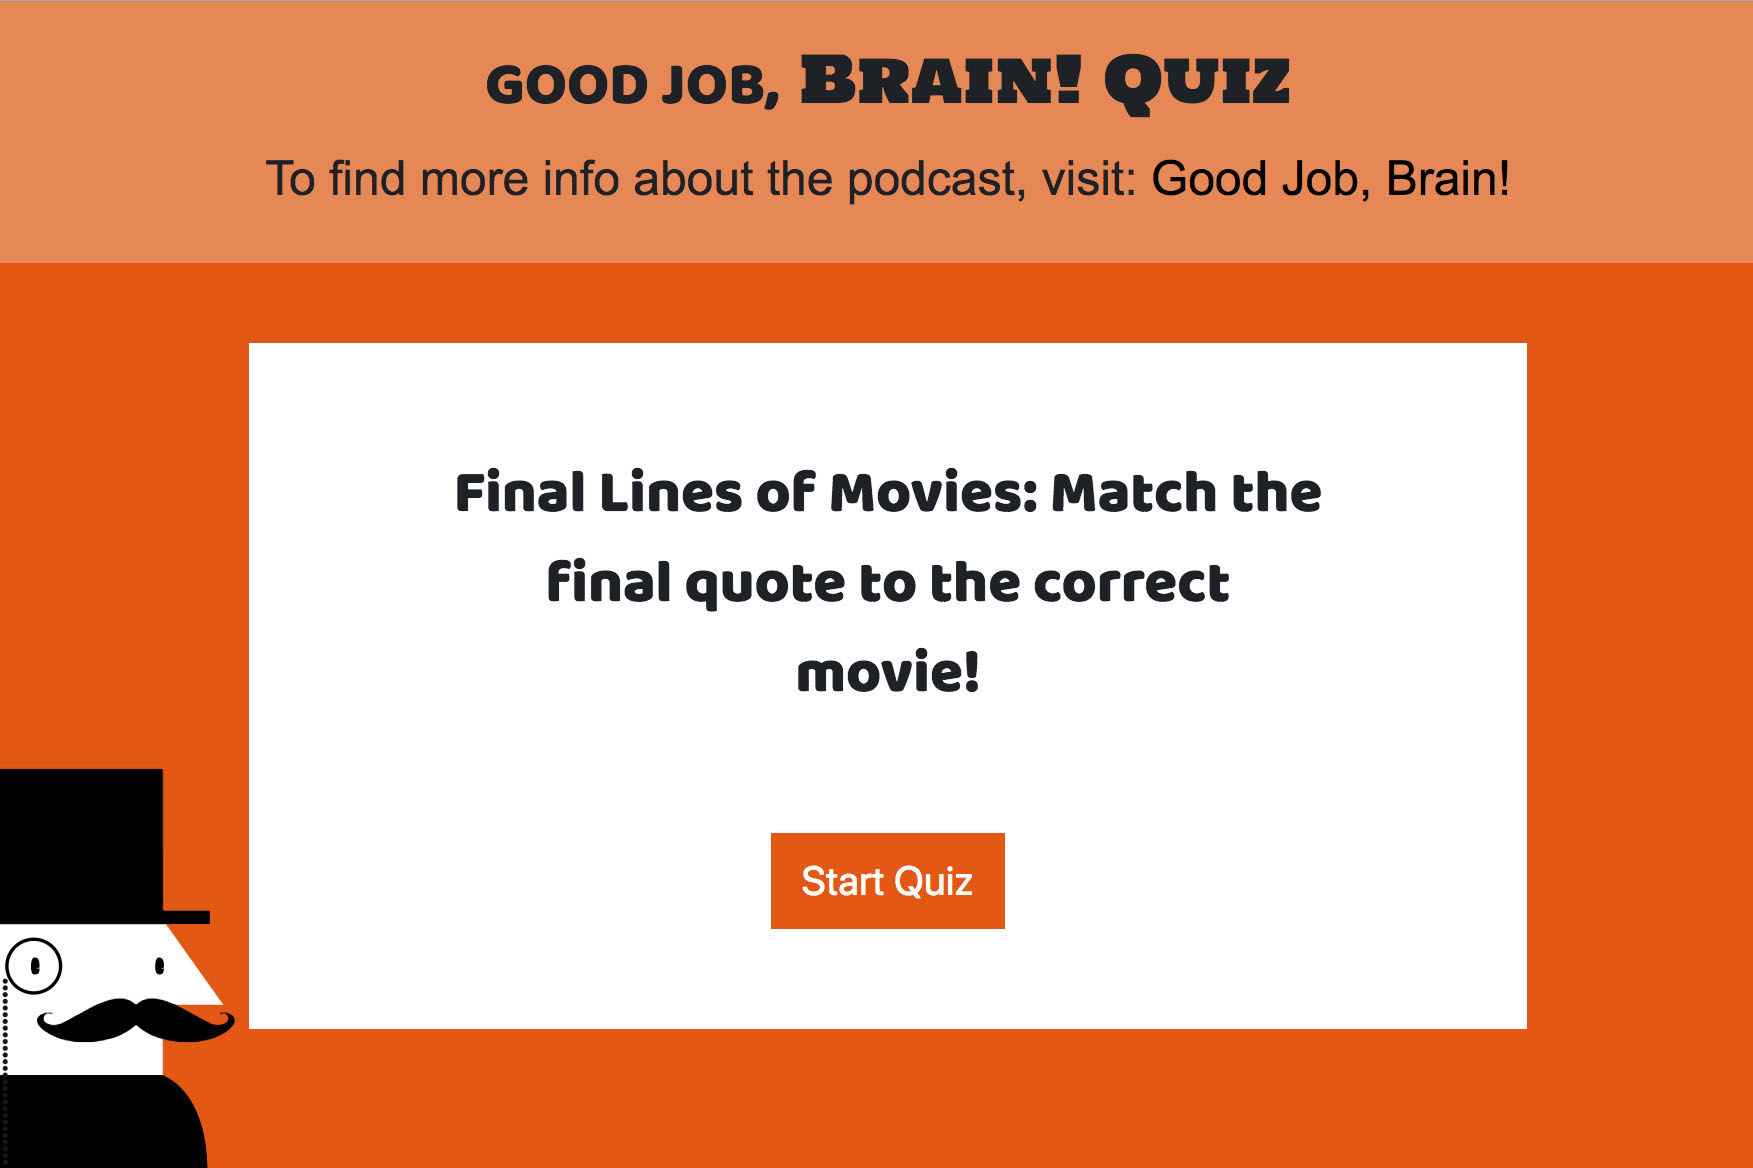 GOOD JOB, BRAIN! QUIZ
To find more info about the podcast, visit: Good Job, Brain!
Final Lines of Movies: Match the
final quote to the correct
movie!
Start Quiz